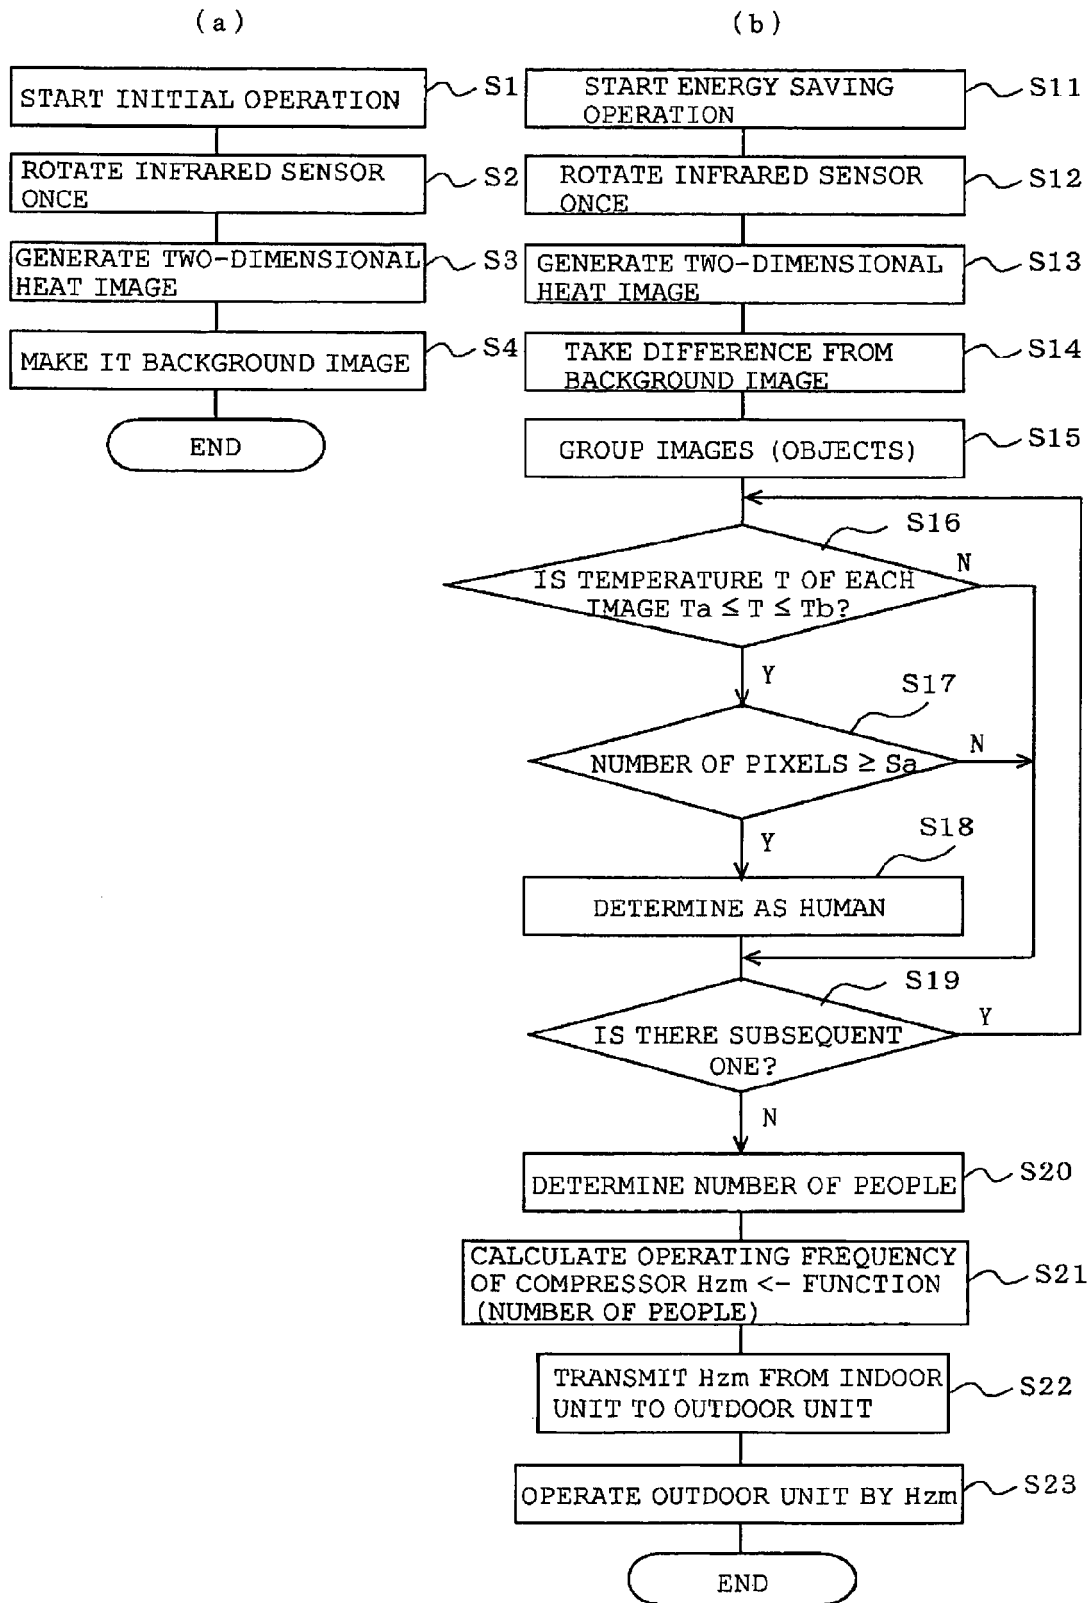 (a)
START INITIAL OPERATION
S1
ROTATE INFRARED SENSOR
ONCE
S2
GENERATE TWO-DIMENSIONAL
HEAT IMAGE
S3
MAKE IT BACKGROUND IMAGE
S4
END
(b)
START ENERGY SAVING
OPERATION
S11
ROTATE INFRARED SENSOR
ONCE
S12
GENERATE TWO-DIMENSIONAL
HEAT IMAGE
S13
TAKE DIFFERENCE FROM
BACKGROUND IMAGE
S14
GROUP IMAGES (OBJECTS)
S15
S16
IS TEMPERATURE T OF EACH
IMAGE Ta ≤ T ≤ Tb?
N
Y
S17
NUMBER OF PIXELS ≥ Sa
N
Y
S18
DETERMINE AS HUMAN
S19
IS THERE SUBSEQUENT
ONE?
Y
N
DETERMINE NUMBER OF PEOPLE
S20
CALCULATE OPERATING FREQUENCY
OF COMPRESSOR Hzm <- FUNCTION
(NUMBER OF PEOPLE)
S21
TRANSMIT Hzm FROM INDOOR
UNIT TO OUTDOOR UNIT
S22
OPERATE OUTDOOR UNIT BY Hzm
S23
END